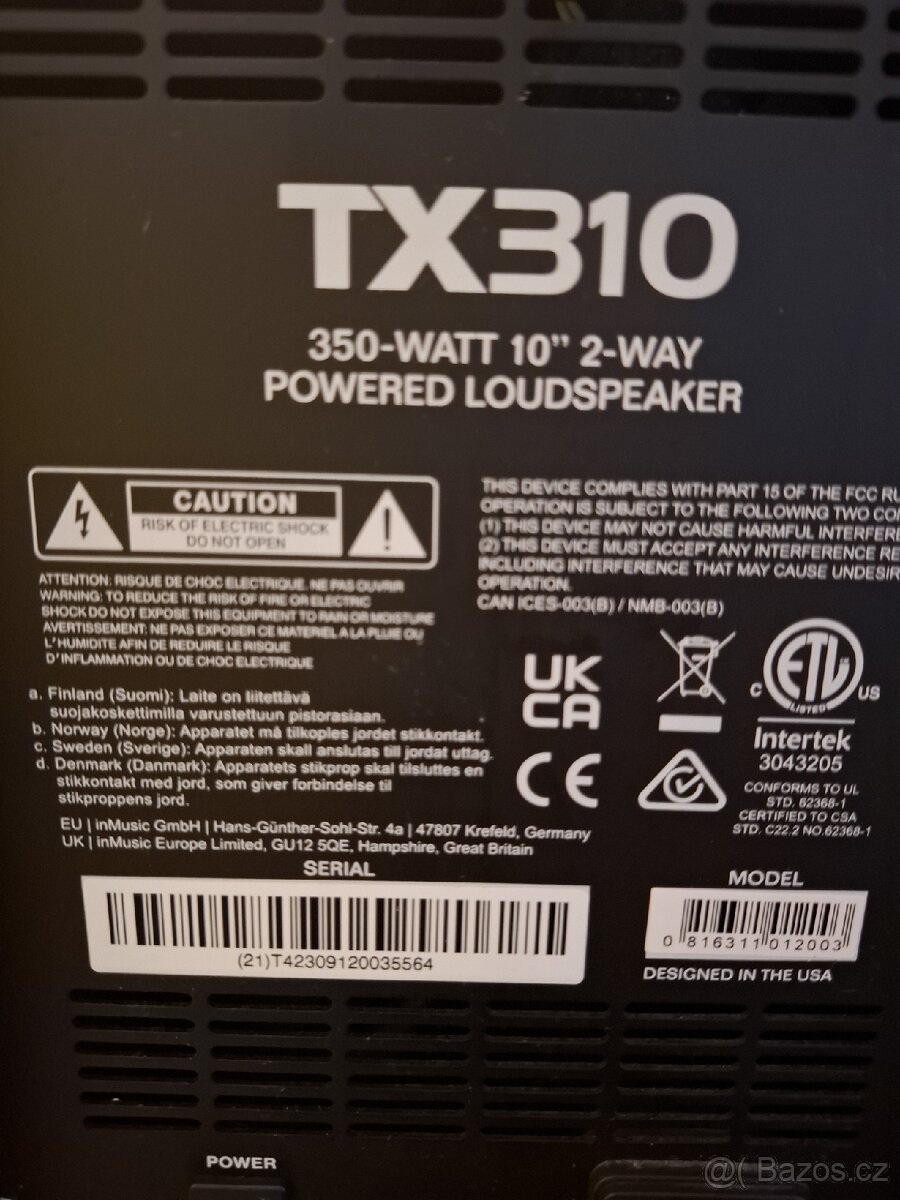 TX310
350-WATT 10" 2-WAY
POWERED LOUDSPEAKER
CAUTION
RISK OF ELECTRIC SHOCK
DO NOT OPEN
ATTENTION: RISQUE DE CHOC ELECTRIQUE. NE PAS OUVRIR
WARNING: TO REDUCE THE RISK OF FIRE OR ELECTRIC
SHOCK DO NOT EXPOSE THIS EQUIPMENT TO RAIN OR MOISTURE
AVERTISSEMENT: NE PAS EXPOSER CE MATERIEL A LA PLUIE OU
L'HUMIDITE AFIN DE REDUIRE LE RISQUE
D'INFLAMMATION OU DE CHOC ELECTRIQUE
THIS DEVICE COMPLIES WITH PART 15 OF THE FCC RU
OPERATION IS SUBJECT TO THE FOLLOWING TWO CO
(1) THIS DEVICE MAY NOT CAUSE HARMFUL INTERFER
(2) THIS DEVICE MUST ACCEPT ANY INTERFERENCE RE
INCLUDING INTERFERENCE THAT MAY CAUSE UNDESIR
OPERATION.
CAN ICES-003(B) / NMB-003(B)
a. Finland (Suomi): Laite on liitettävä
suojakoskettimilla varustettuun pistorasiaan.
b. Norway (Norge): Apparatet må tilkoples jordet stikkontakt.
c. Sweden (Sverige): Apparaten skall anslutas till jordat uttag.
d. Denmark (Danmark): Apparatets stikprop skal tilsluttes en
stikkontakt med jord, som giver forbindelse til
stikproppens jord.
UK
CA
CE
C ETL US
LISTED
Intertek
3043205
CONFORMS TO UL
STD. 62368-1
CERTIFIED TO CSA
STD. C22.2 NO.62368-1
EU | inMusic GmbH | Hans-Günther-Sohl-Str. 4a | 47807 Krefeld, Germany
UK | inMusic Europe Limited, GU12 5QE, Hampshire, Great Britain
SERIAL
(21)T42309120035564
MODEL
0 816311 012003
DESIGNED IN THE USA
POWER
@( Bazos.cz